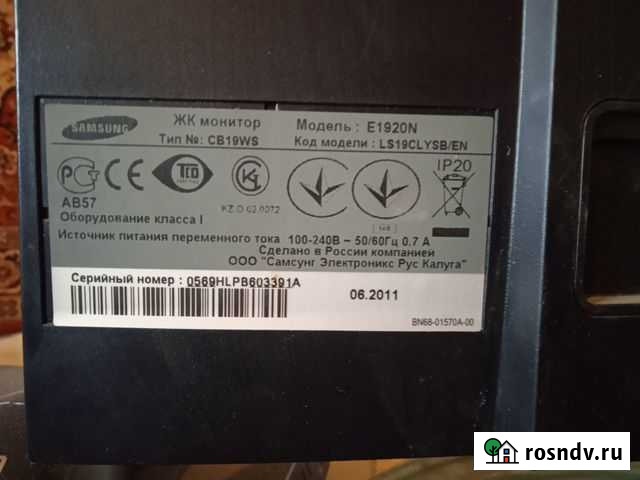 SAMSUNG
ЖК монитор
Тип №: CB19WS
Модель : E1920N
Код модели : LS19CLYSB/EN
IP20
АВ57
KZ.O.02.0072
Оборудование класса I
Источник питания переменного тока 100-240В ~ 50/60Гц 0.7 А
Сделано в России компанией
ООО "Самсунг Электроникс Рус Калуга"
Серийный номер : 0569HLPB603391A
06.2011
BN68-01570A-00
rosndv.ru